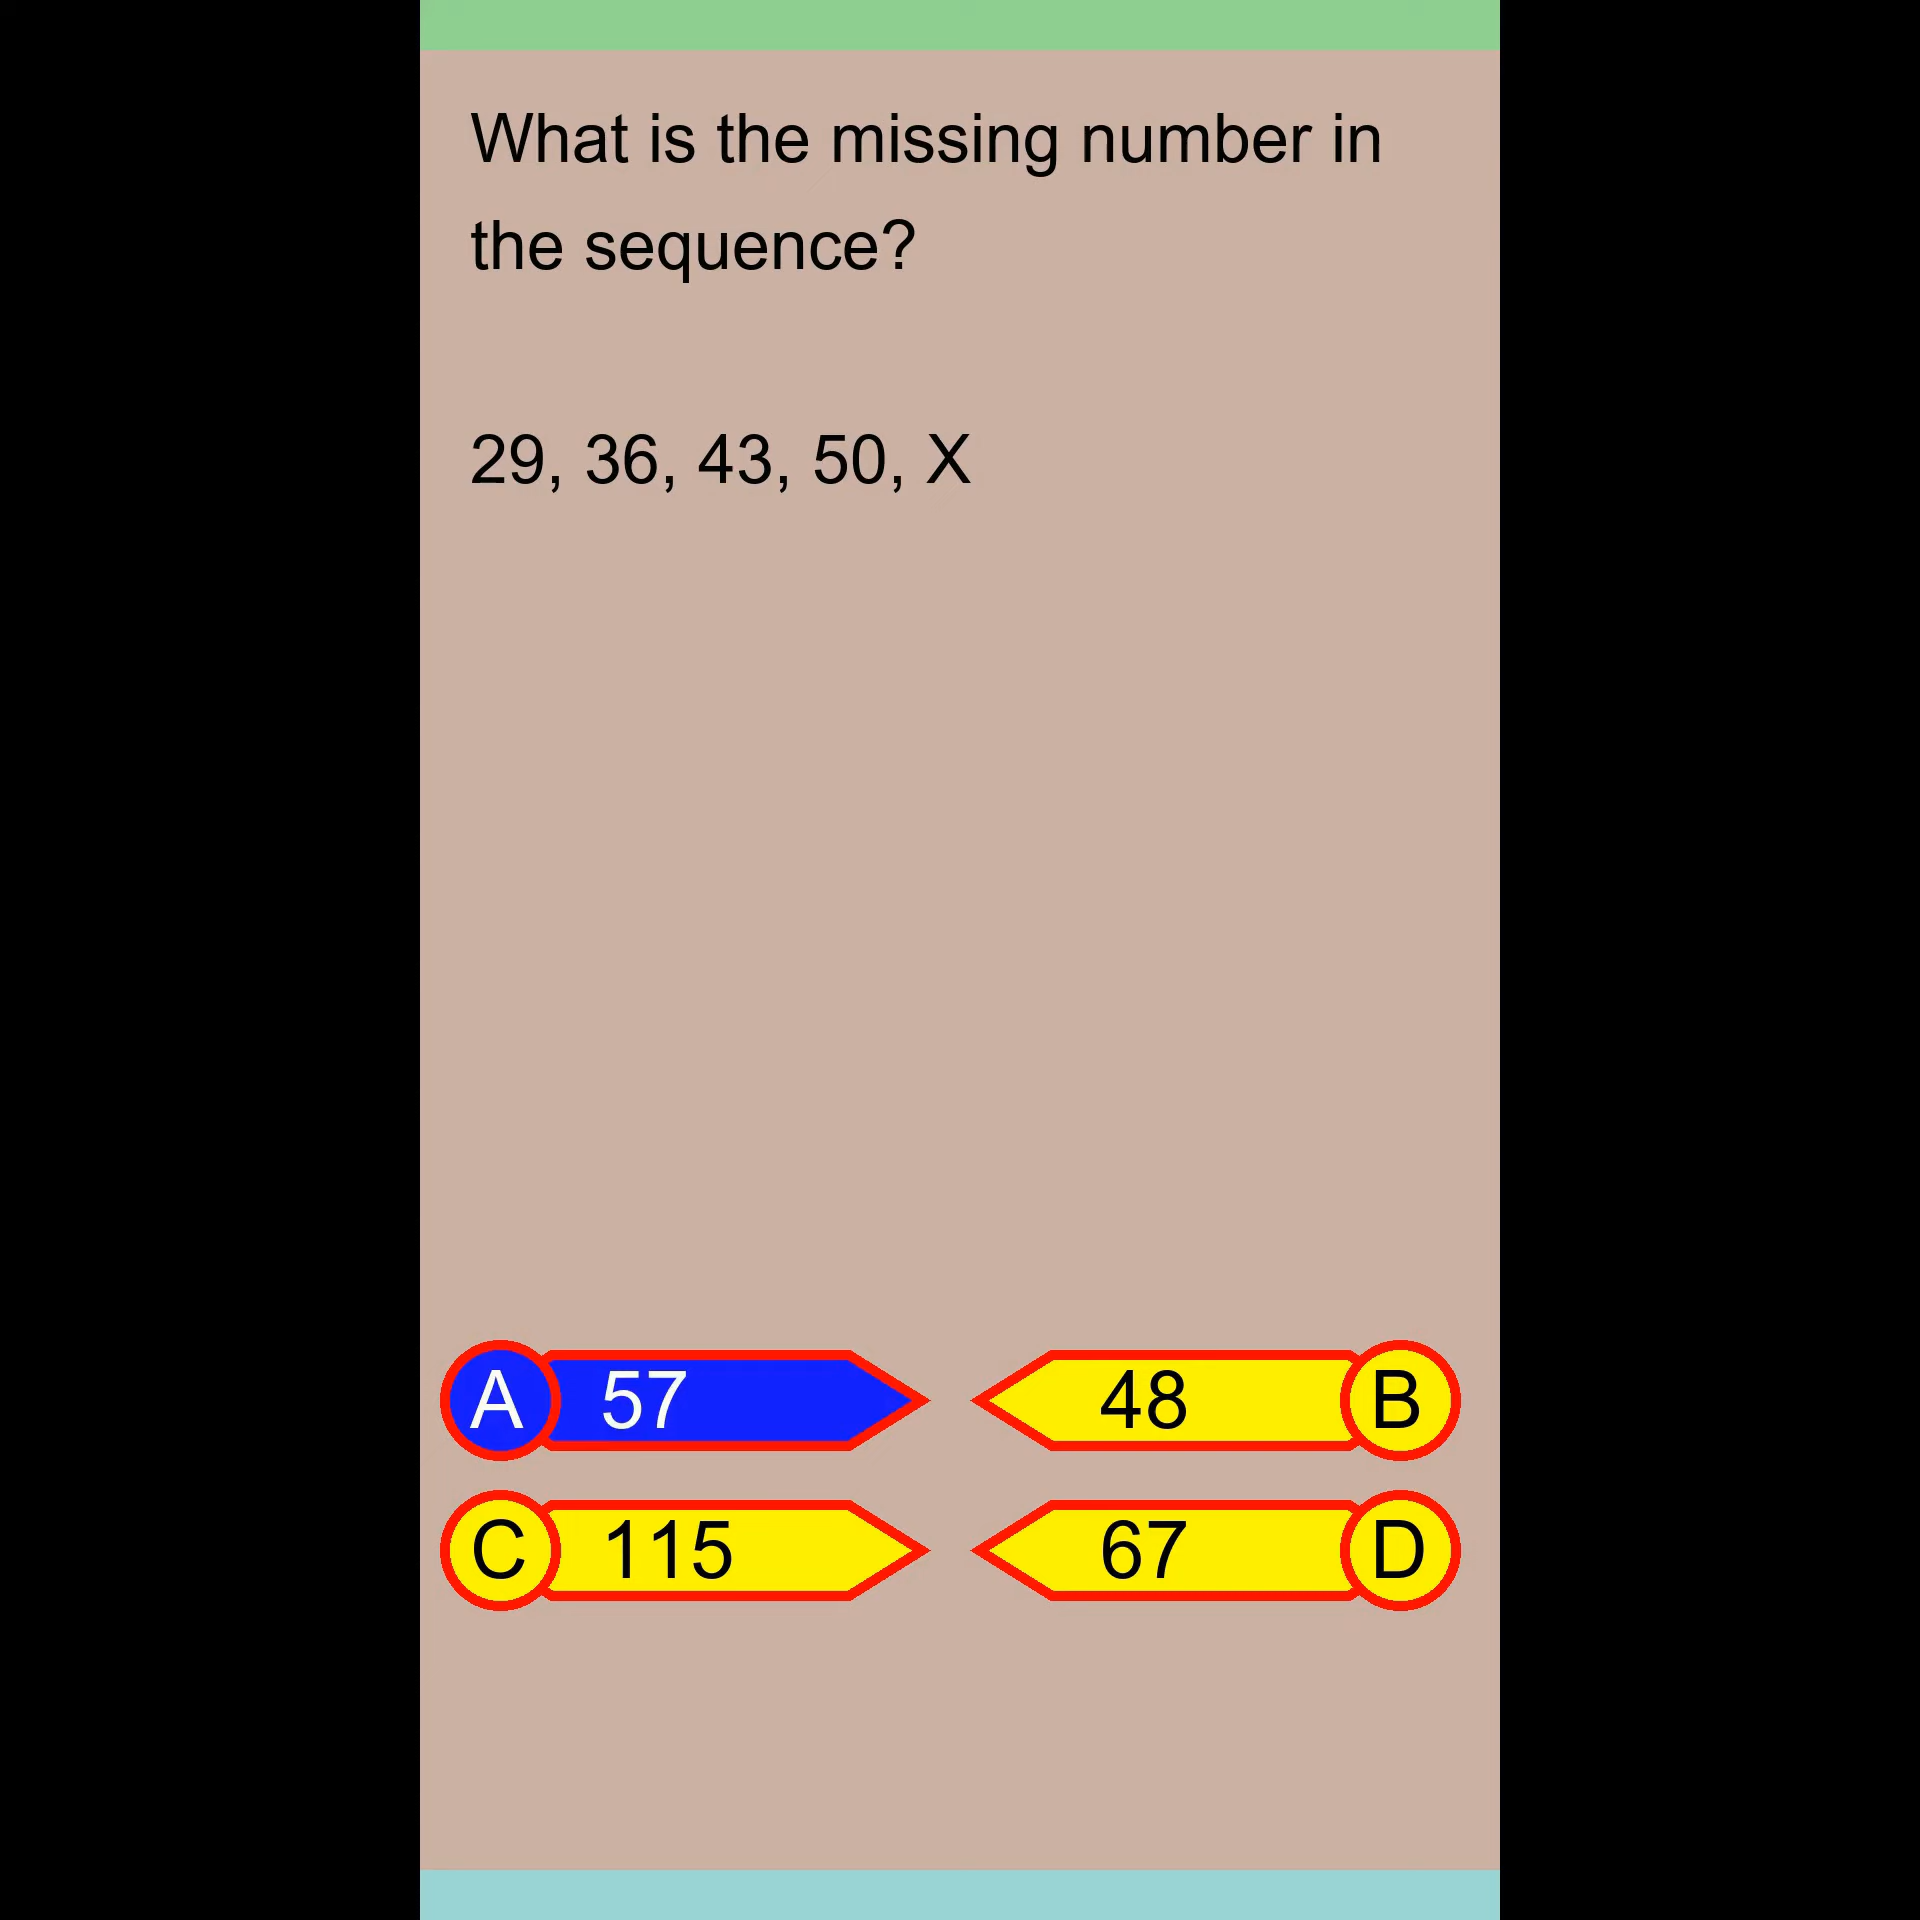 What is the missing number in
the sequence?
29, 36, 43, 50, X
A 57
48 B
C 115
67 D